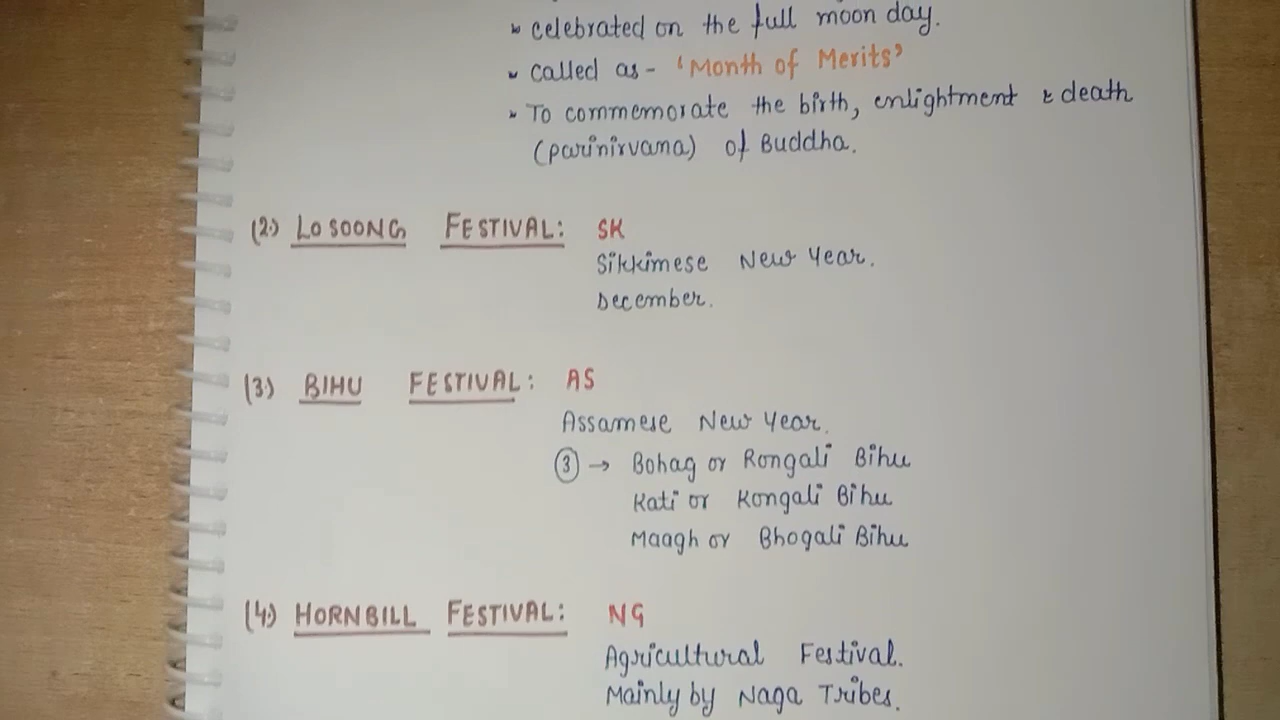 celebrated on the full moon day.
called as - 'Month of Merits'
To commemorate the birth, enlightment & death
(parinirvana) of Buddha.
(2.) LOSOONG FESTIVAL: SK
Sikkimese New Year.
December.
(3.) BIHU FESTIVAL: AS
Assamese New Year.
③ → Bohag or Rongali Bihu
Kati or Kongali Bihu
Maagh or Bhogali Bihu
(4.) HORNBILL FESTIVAL: NG
Agricultural Festival.
Mainly by Naga Tribes.